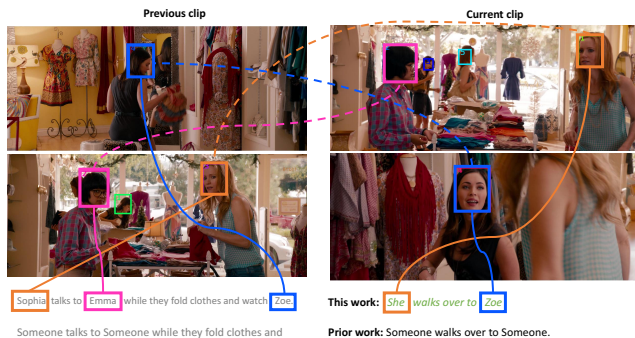 Previous clip
Current clip
Sophia talks to Emma while they fold clothes and watch Zoe.
Someone talks to Someone while they fold clothes and
This work: She walks over to Zoe
Prior work: Someone walks over to Someone.